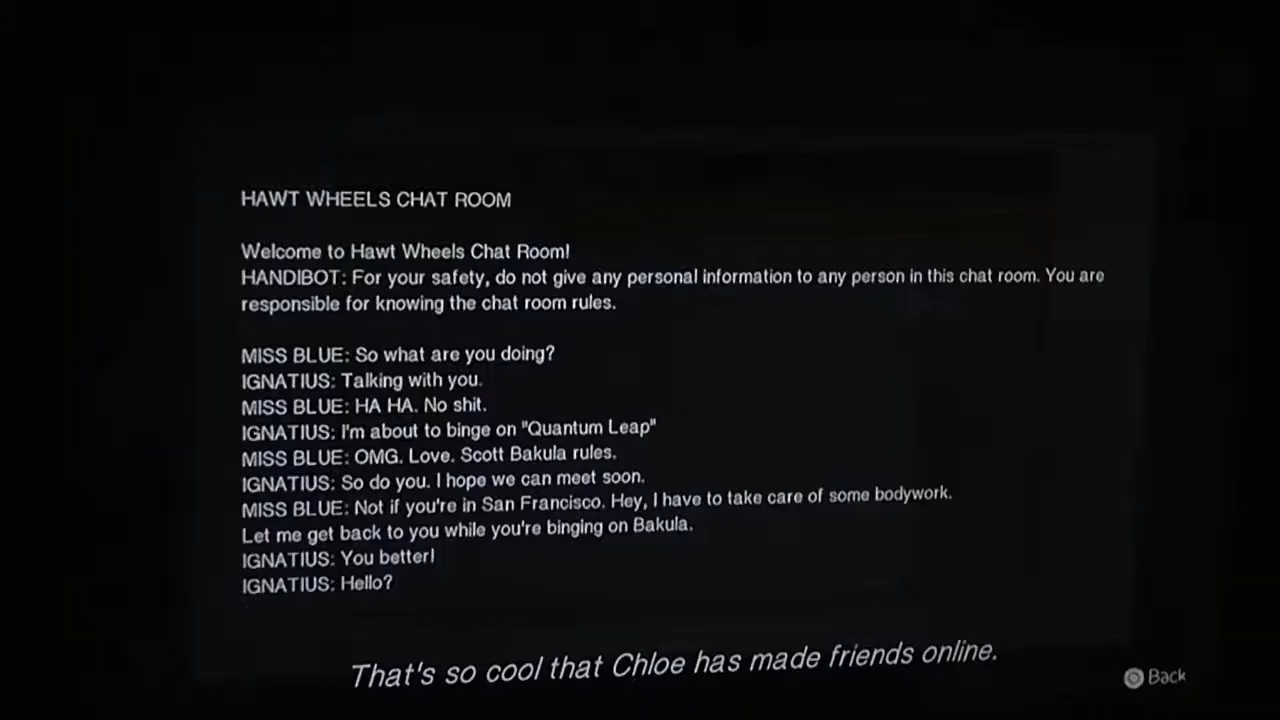 HAWT WHEELS CHAT ROOM
Welcome to Hawt Wheels Chat Room!
HANDIBOT: For your safety, do not give any personal information to any person in this chat room. You are
responsible for knowing the chat room rules.
MISS BLUE: So what are you doing?
IGNATIUS: Talking with you.
MISS BLUE: HA HA. No shit.
IGNATIUS: I'm about to binge on "Quantum Leap"
MISS BLUE: OMG. Love. Scott Bakula rules.
IGNATIUS: So do you. I hope we can meet soon.
MISS BLUE: Not if you're in San Francisco. Hey, I have to take care of some bodywork.
Let me get back to you while you're binging on Bakula.
IGNATIUS: You better!
IGNATIUS: Hello?
That's so cool that Chloe has made friends online.
Back